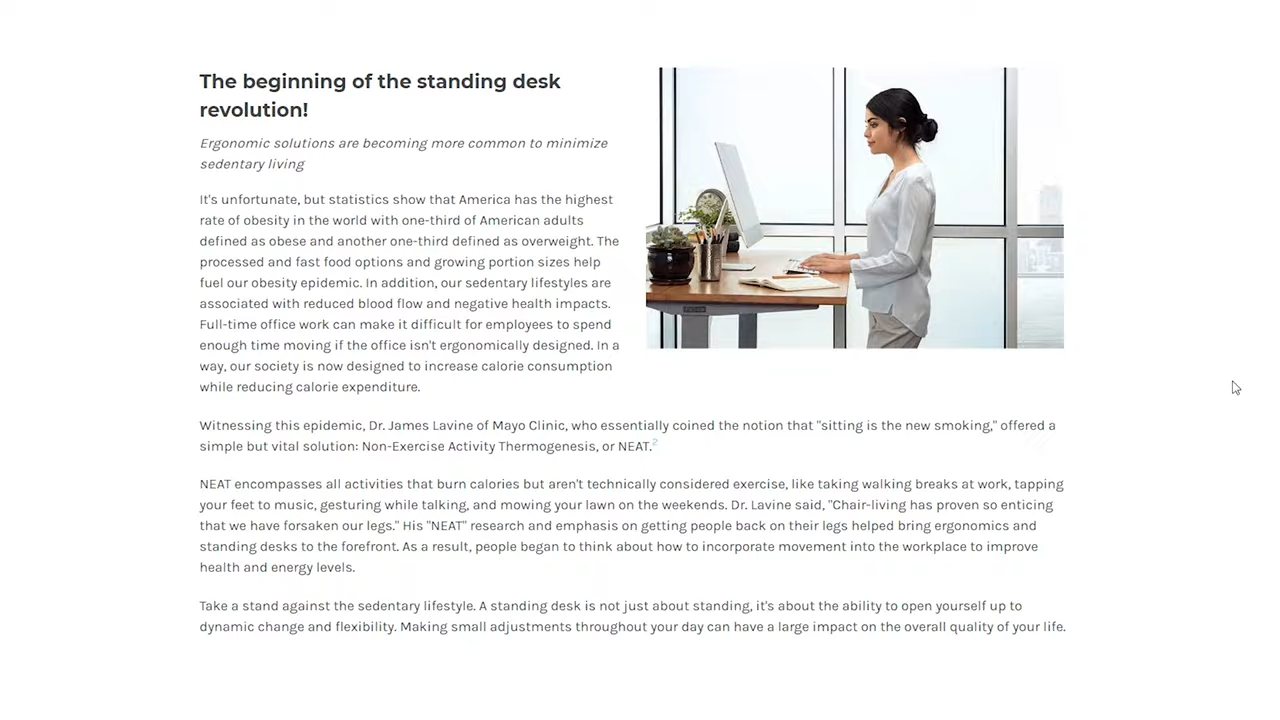 The beginning of the standing desk
revolution!
Ergonomic solutions are becoming more common to minimize
sedentary living
It's unfortunate, but statistics show that America has the highest
rate of obesity in the world with one-third of American adults
defined as obese and another one-third defined as overweight. The
processed and fast food options and growing portion sizes help
fuel our obesity epidemic. In addition, our sedentary lifestyles are
associated with reduced blood flow and negative health impacts.
Full-time office work can make it difficult for employees to spend
enough time moving if the office isn't ergonomically designed. In a
way, our society is now designed to increase calorie consumption
while reducing calorie expenditure.
Witnessing this epidemic, Dr. James Lavine of Mayo Clinic, who essentially coined the notion that "sitting is the new smoking," offered a
simple but vital solution: Non-Exercise Activity Thermogenesis, or NEAT.2
NEAT encompasses all activities that burn calories but aren't technically considered exercise, like taking walking breaks at work, tapping
your feet to music, gesturing while talking, and mowing your lawn on the weekends. Dr. Lavine said, "Chair-living has proven so enticing
that we have forsaken our legs." His "NEAT" research and emphasis on getting people back on their legs helped bring ergonomics and
standing desks to the forefront. As a result, people began to think about how to incorporate movement into the workplace to improve
health and energy levels.
Take a stand against the sedentary lifestyle. A standing desk is not just about standing, it's about the ability to open yourself up to
dynamic change and flexibility. Making small adjustments throughout your day can have a large impact on the overall quality of your life.